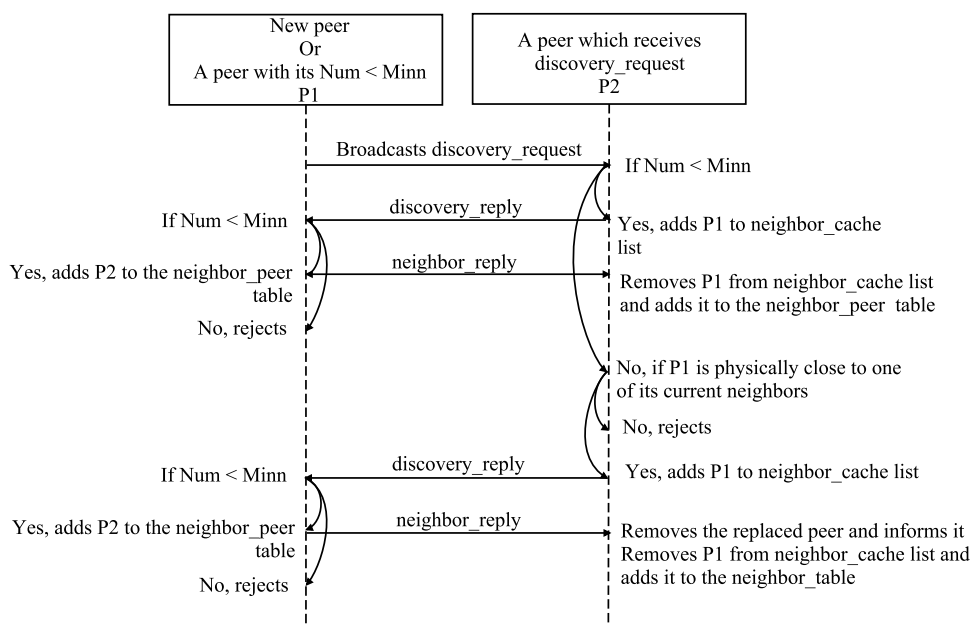 New peer
Or
A peer with its Num < Minn
P1
A peer which receives
discovery_request
P2
Broadcasts discovery_request
If Num < Minn
discovery_reply
If Num < Minn
Yes, adds P1 to neighbor_cache
list
neighbor_reply
Yes, adds P2 to the neighbor_peer
table
Removes P1 from neighbor_cache list
and adds it to the neighbor_peer table
No, rejects
No, if P1 is physically close to one
of its current neighbors
No, rejects
discovery_reply
If Num < Minn
Yes, adds P1 to neighbor_cache list
neighbor_reply
Yes, adds P2 to the neighbor_peer
table
Removes the replaced peer and informs it
Removes P1 from neighbor_cache list and
adds it to the neighbor_table
No, rejects